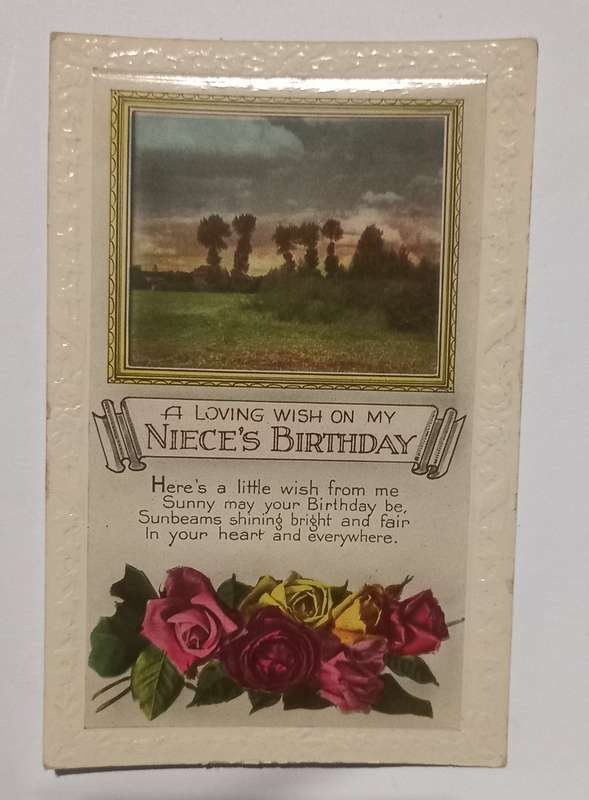 A LOVING WISH ON MY
NIECE'S BIRTHDAY
Here's a little wish from me
Sunny may your Birthday be,
Sunbeams shining bright and fair
In your heart and everywhere.